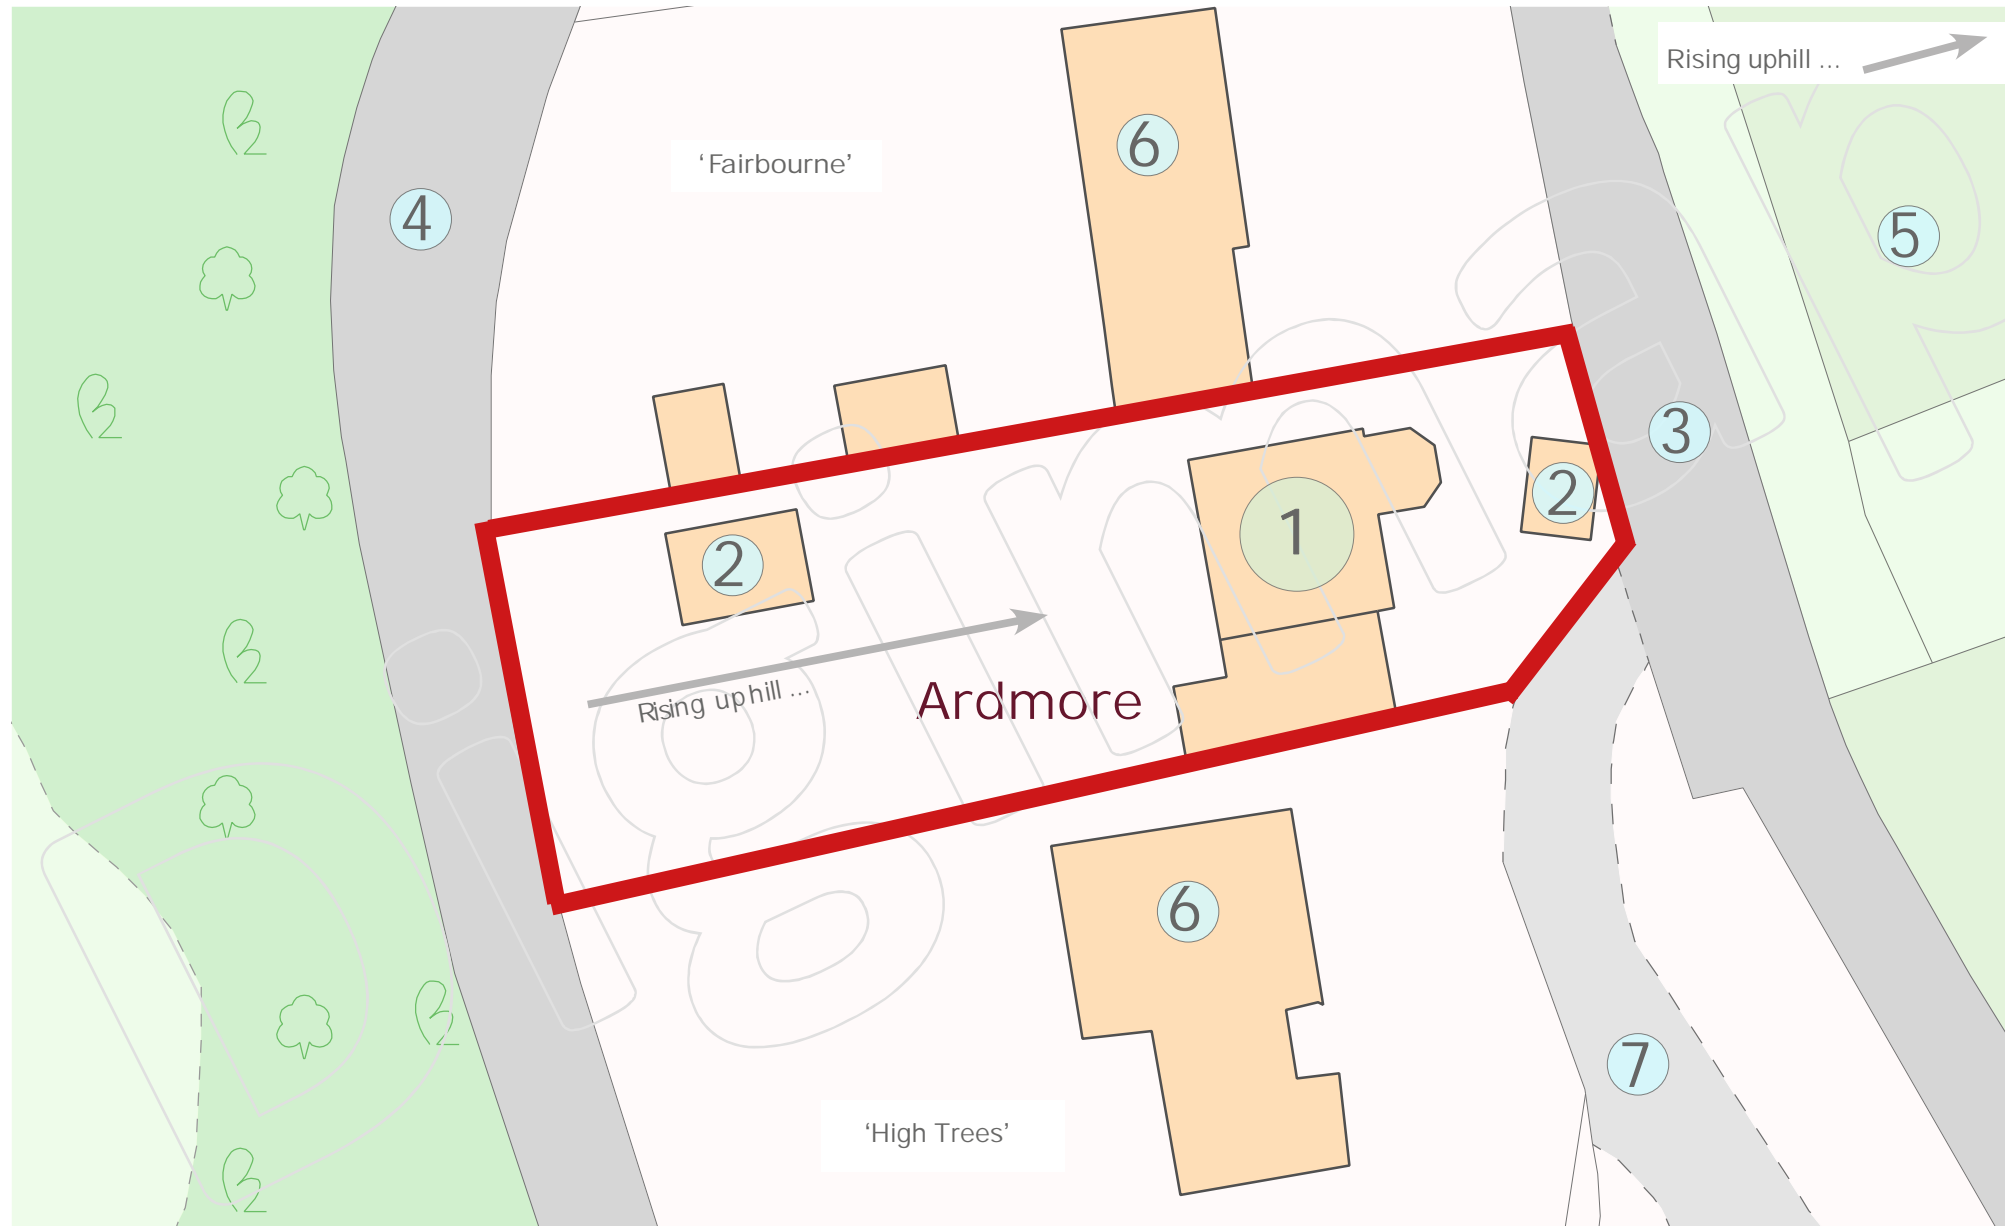 Rising uphill ...
'Fairbourne'
6
4
5
3
2
1
2
Rising uphill ...
Ardmore
6
7
'High Trees'